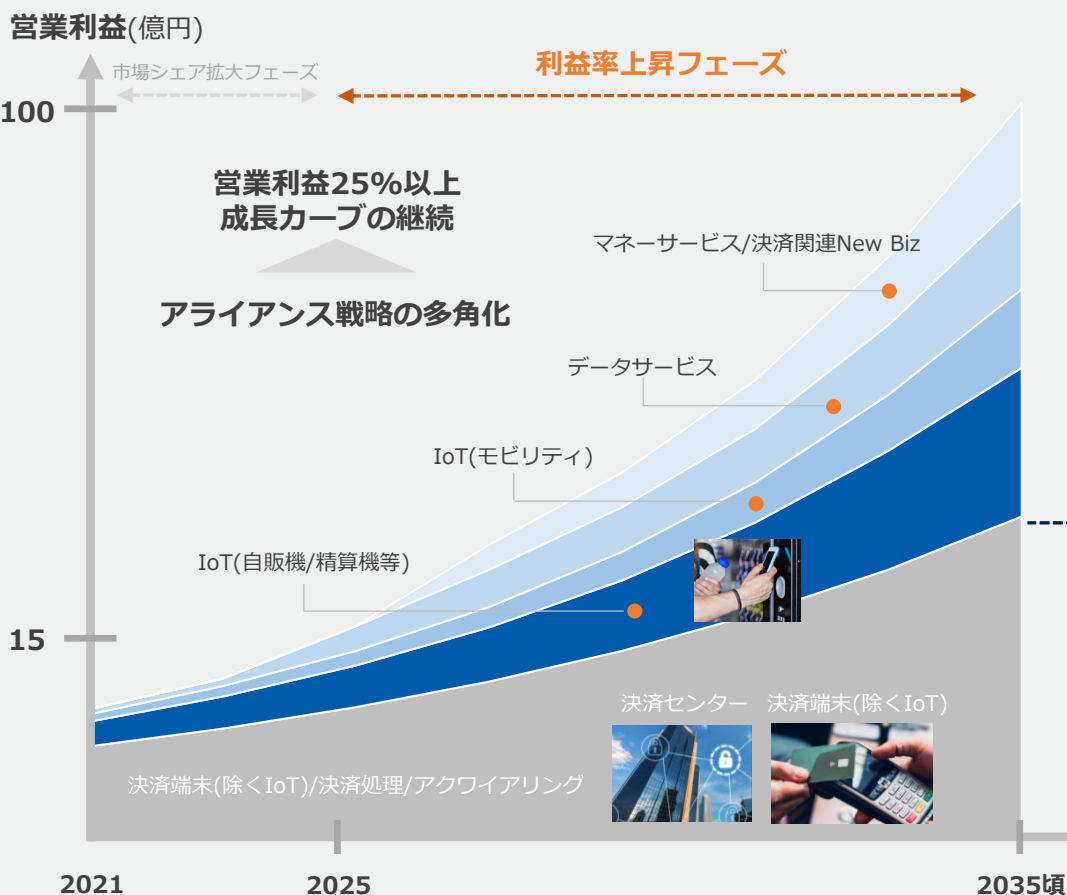 営業利益(億円)
市場シェア拡大フェーズ
利益率上昇フェーズ
100
営業利益25%以上
成長カーブの継続
マネーサービス/決済関連New Biz
アライアンス戦略の多角化
データサービス
IoT(モビリティ)
IoT(自販機/精算機等)
15
決済センター
決済端末(除くIoT)
決済端末(除くIoT)/決済処理/アクワイアリング
2021
2025
2035頃